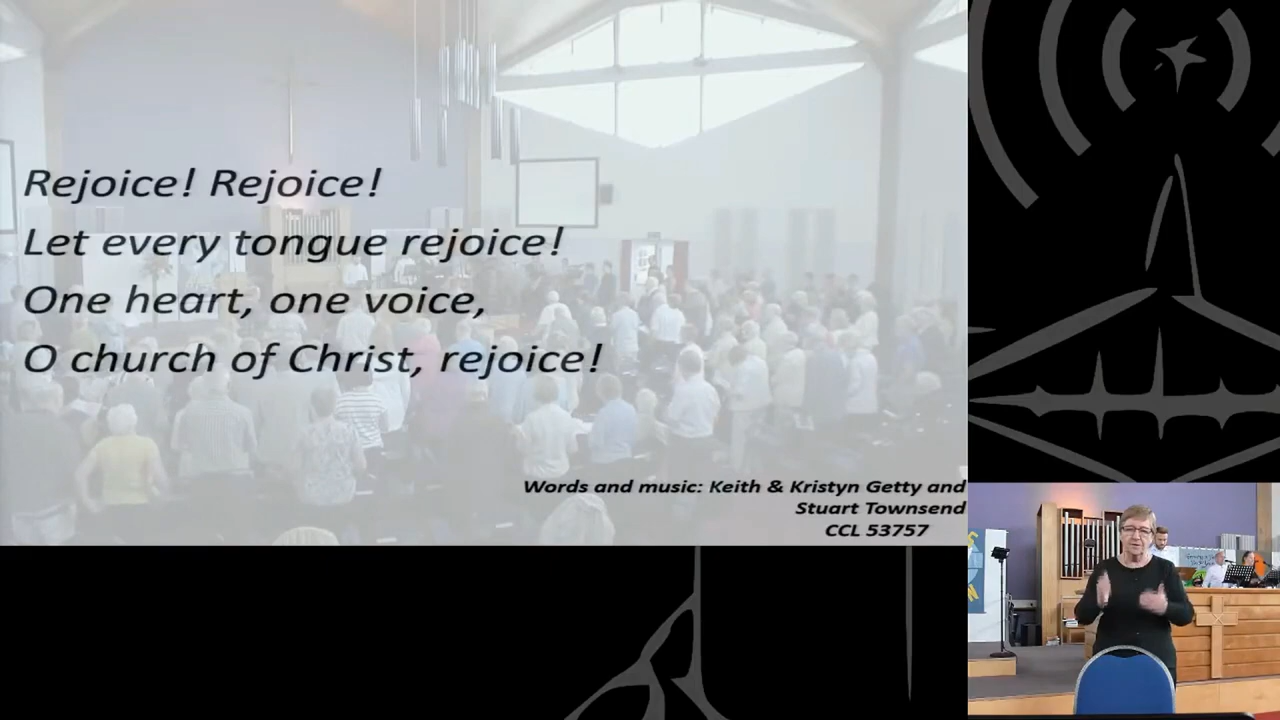 Rejoice! Rejoice!
Let every tongue rejoice!
One heart, one voice,
O church of Christ, rejoice!
Words and music: Keith & Kristyn Getty and
Stuart Townsend
CCL 53757